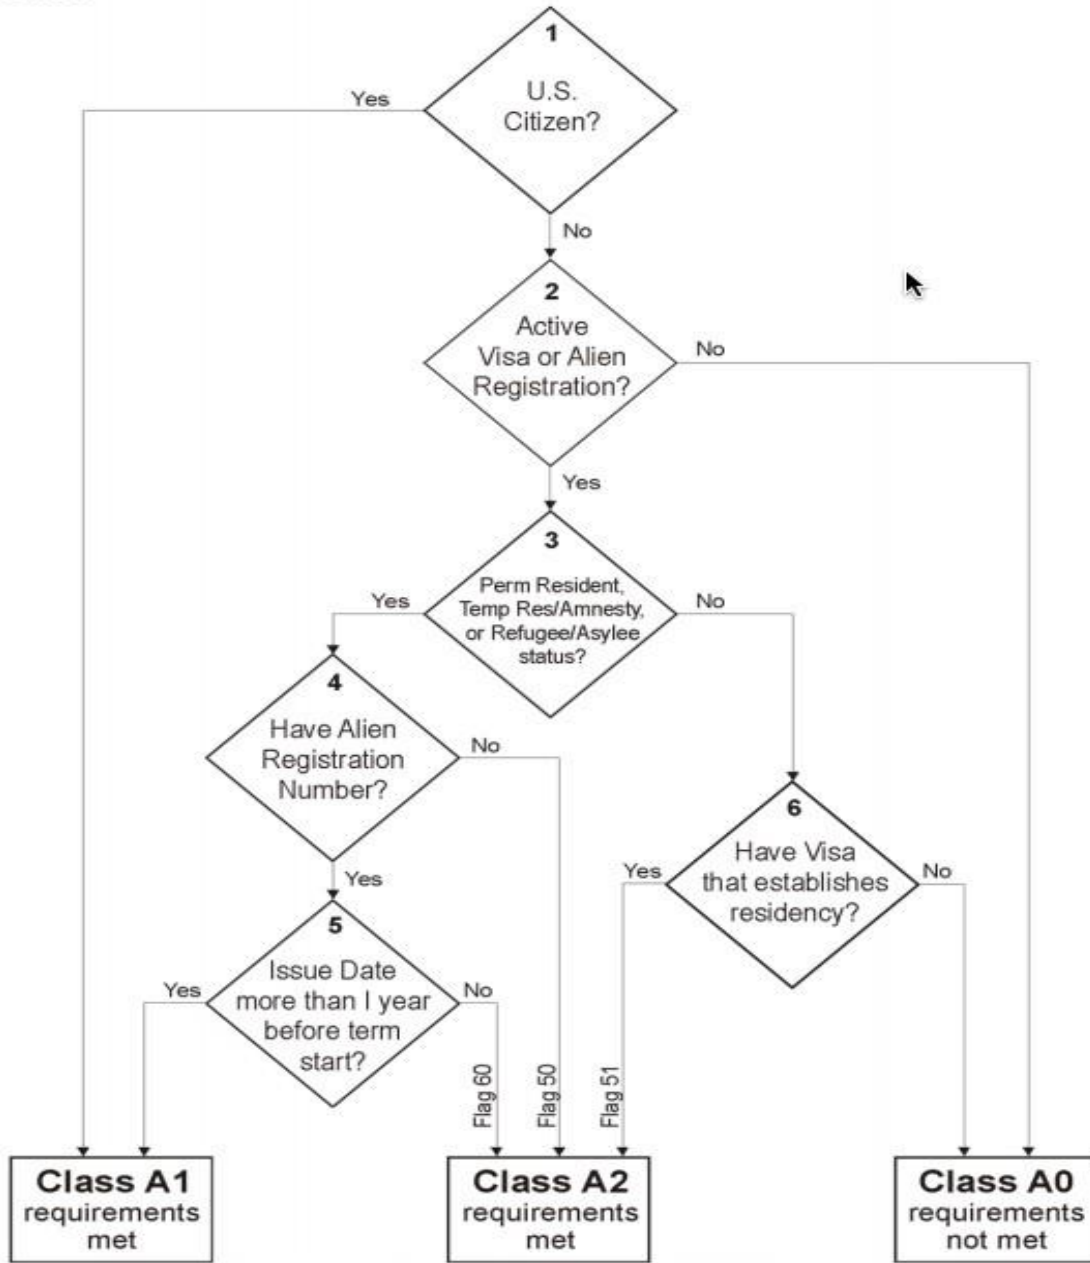 1
U.S.
Citizen?
Yes
No
2
Active
Visa or Alien
Registration?
No
Yes
3
Perm Resident,
Temp Res/Amnesty,
or Refugee/Asylee
status?
Yes
No
4
Have Alien
Registration
Number?
No
Yes
5
Issue Date
more than I year
before term
start?
Yes
No
6
Have Visa
that establishes
residency?
Yes
No
Flag 60
Flag 50
Flag 51
Class A1
requirements
met
Class A2
requirements
met
Class A0
requirements
not met